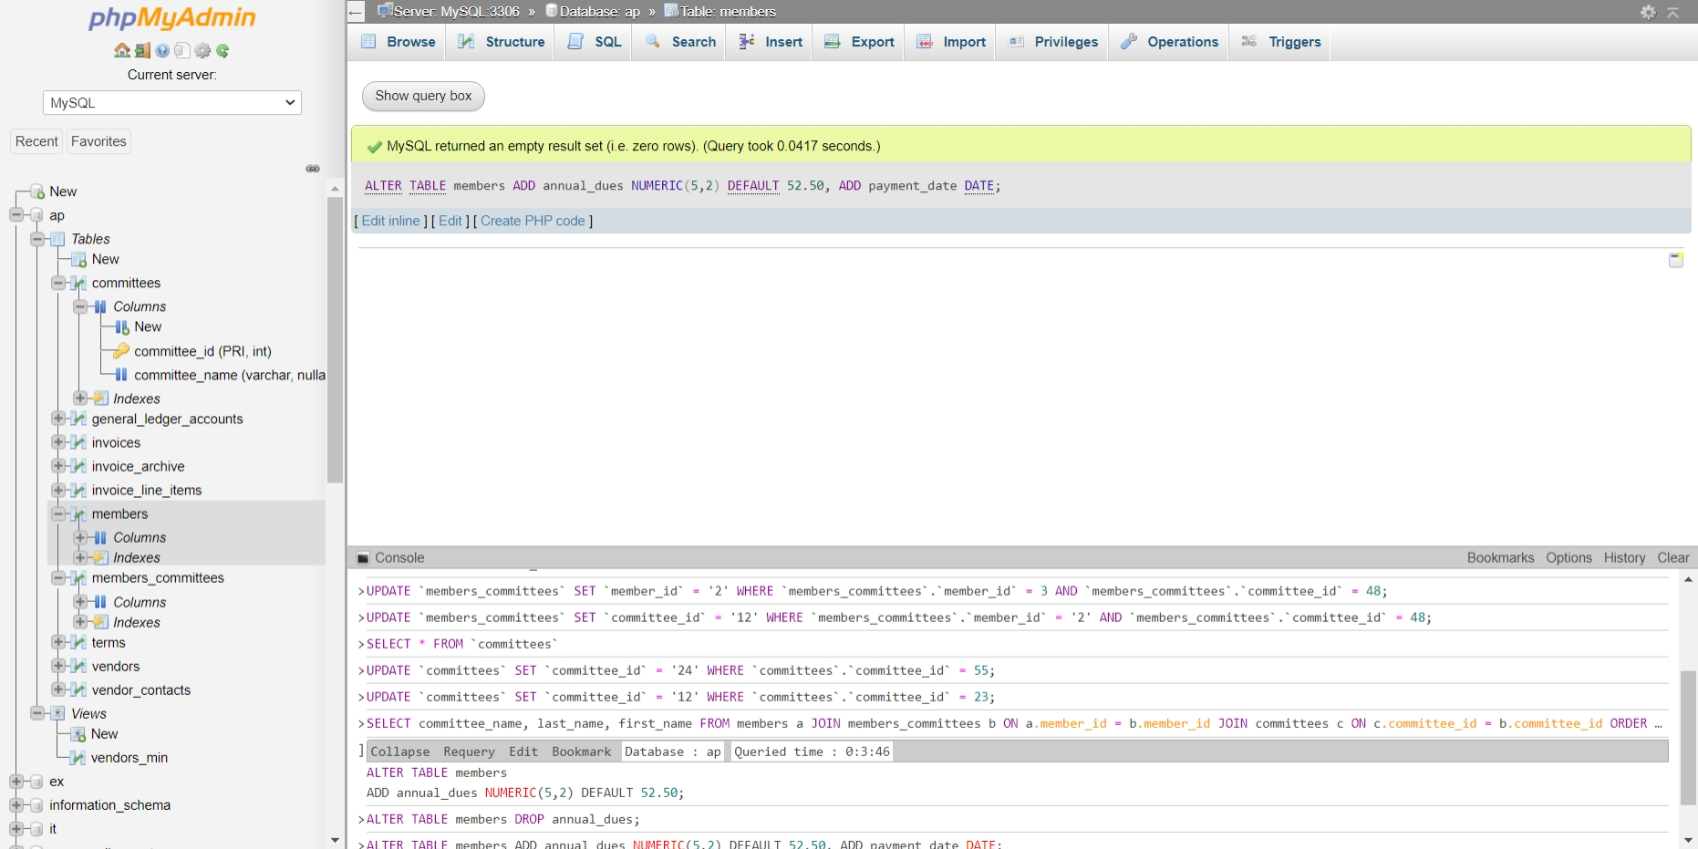 phpMyAdmin
Current server:
MySQL
Recent Favorites
New
ap
Tables
New
committees
Columns
New
committee_id (PRI, int)
committee_name (varchar, nulla
Indexes
general_ledger_accounts
invoices
invoice_archive
invoice_line_items
members
Columns
Indexes
members_committees
Columns
Indexes
terms
vendors
vendor_contacts
Views
New
vendors_min
ex
information_schema
it
Server: MySQL:3306 » Database: ap » Table: members
Browse Structure SQL Search Insert Export Import Privileges Operations Triggers
Show query box
MySQL returned an empty result set (i.e. zero rows). (Query took 0.0417 seconds.)
ALTER TABLE members ADD annual_dues NUMERIC(5,2) DEFAULT 52.50, ADD payment_date DATE;
[ Edit inline ] [ Edit ] [ Create PHP code ]
Console Bookmarks Options History Clear
>UPDATE `members_committees` SET `member_id` = '2' WHERE `members_committees`.`member_id` = 3 AND `members_committees`.`committee_id` = 48;
>UPDATE `members_committees` SET `committee_id` = '12' WHERE `members_committees`.`member_id` = '2' AND `members_committees`.`committee_id` = 48;
>SELECT * FROM `committees`
>UPDATE `committees` SET `committee_id` = '24' WHERE `committees`.`committee_id` = 55;
>UPDATE `committees` SET `committee_id` = '12' WHERE `committees`.`committee_id` = 23;
>SELECT committee_name, last_name, first_name FROM members a JOIN members_committees b ON a.member_id = b.member_id JOIN committees c ON c.committee_id = b.committee_id ORDER …
] Collapse Requery Edit Bookmark Database : ap Queried time : 0:3:46
ALTER TABLE members
ADD annual_dues NUMERIC(5,2) DEFAULT 52.50;
>ALTER TABLE members DROP annual_dues;
>ALTER TABLE members ADD annual_dues NUMERIC(5,2) DEFAULT 52.50, ADD payment_date DATE;